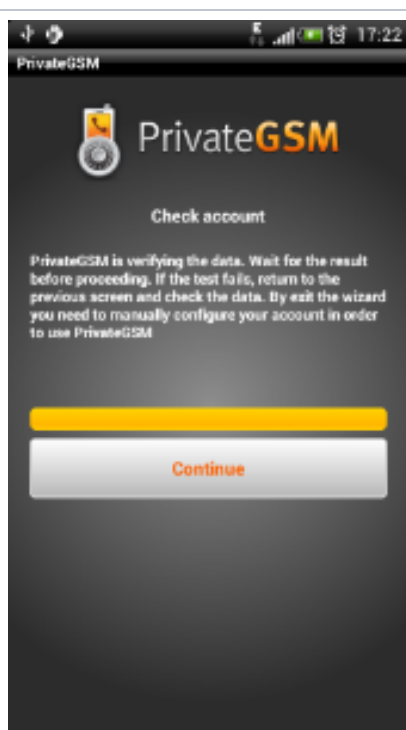 17:22
PrivateGSM
PrivateGSM
Check account
PrivateGSM is verifying the data. Wait for the result
before proceeding. If the test fails, return to the
previous screen and check the data. By exit the wizard
you need to manually configure your account in order
to use PrivateGSM
Continue